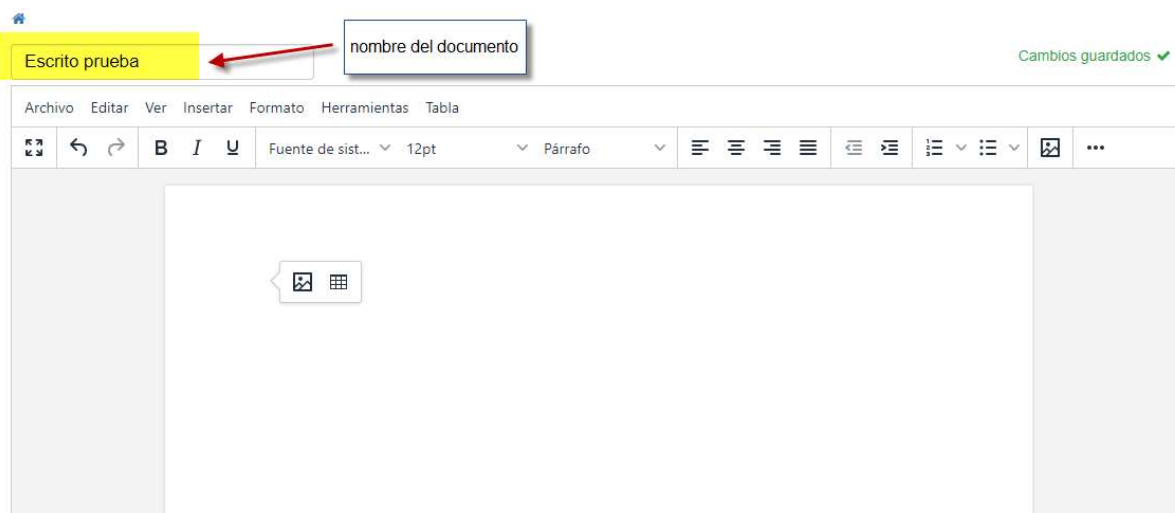 nombre del documento
Escrito prueba
Cambios guardados
Archivo Editar Ver Insertar Formato Herramientas Tabla
B I U Fuente de sist... 12pt Párrafo